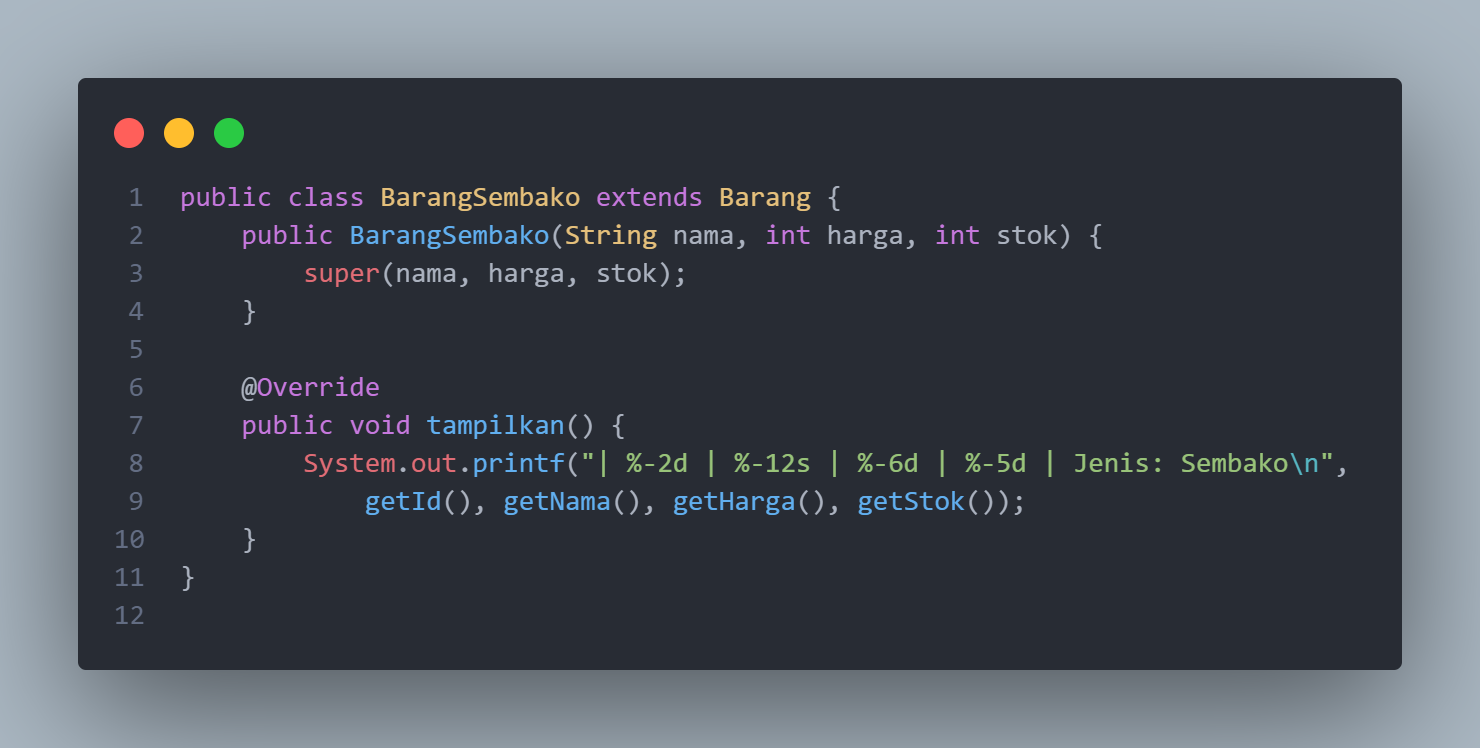 1 public class BarangSembako extends Barang {
2     public BarangSembako(String nama, int harga, int stok) {
3         super(nama, harga, stok);
4     }
5
6     @Override
7     public void tampilkan() {
8         System.out.printf("| %-2d | %-12s | %-6d | %-5d | Jenis: Sembako\n",
9             getId(), getNama(), getHarga(), getStok());
10     }
11 }
12